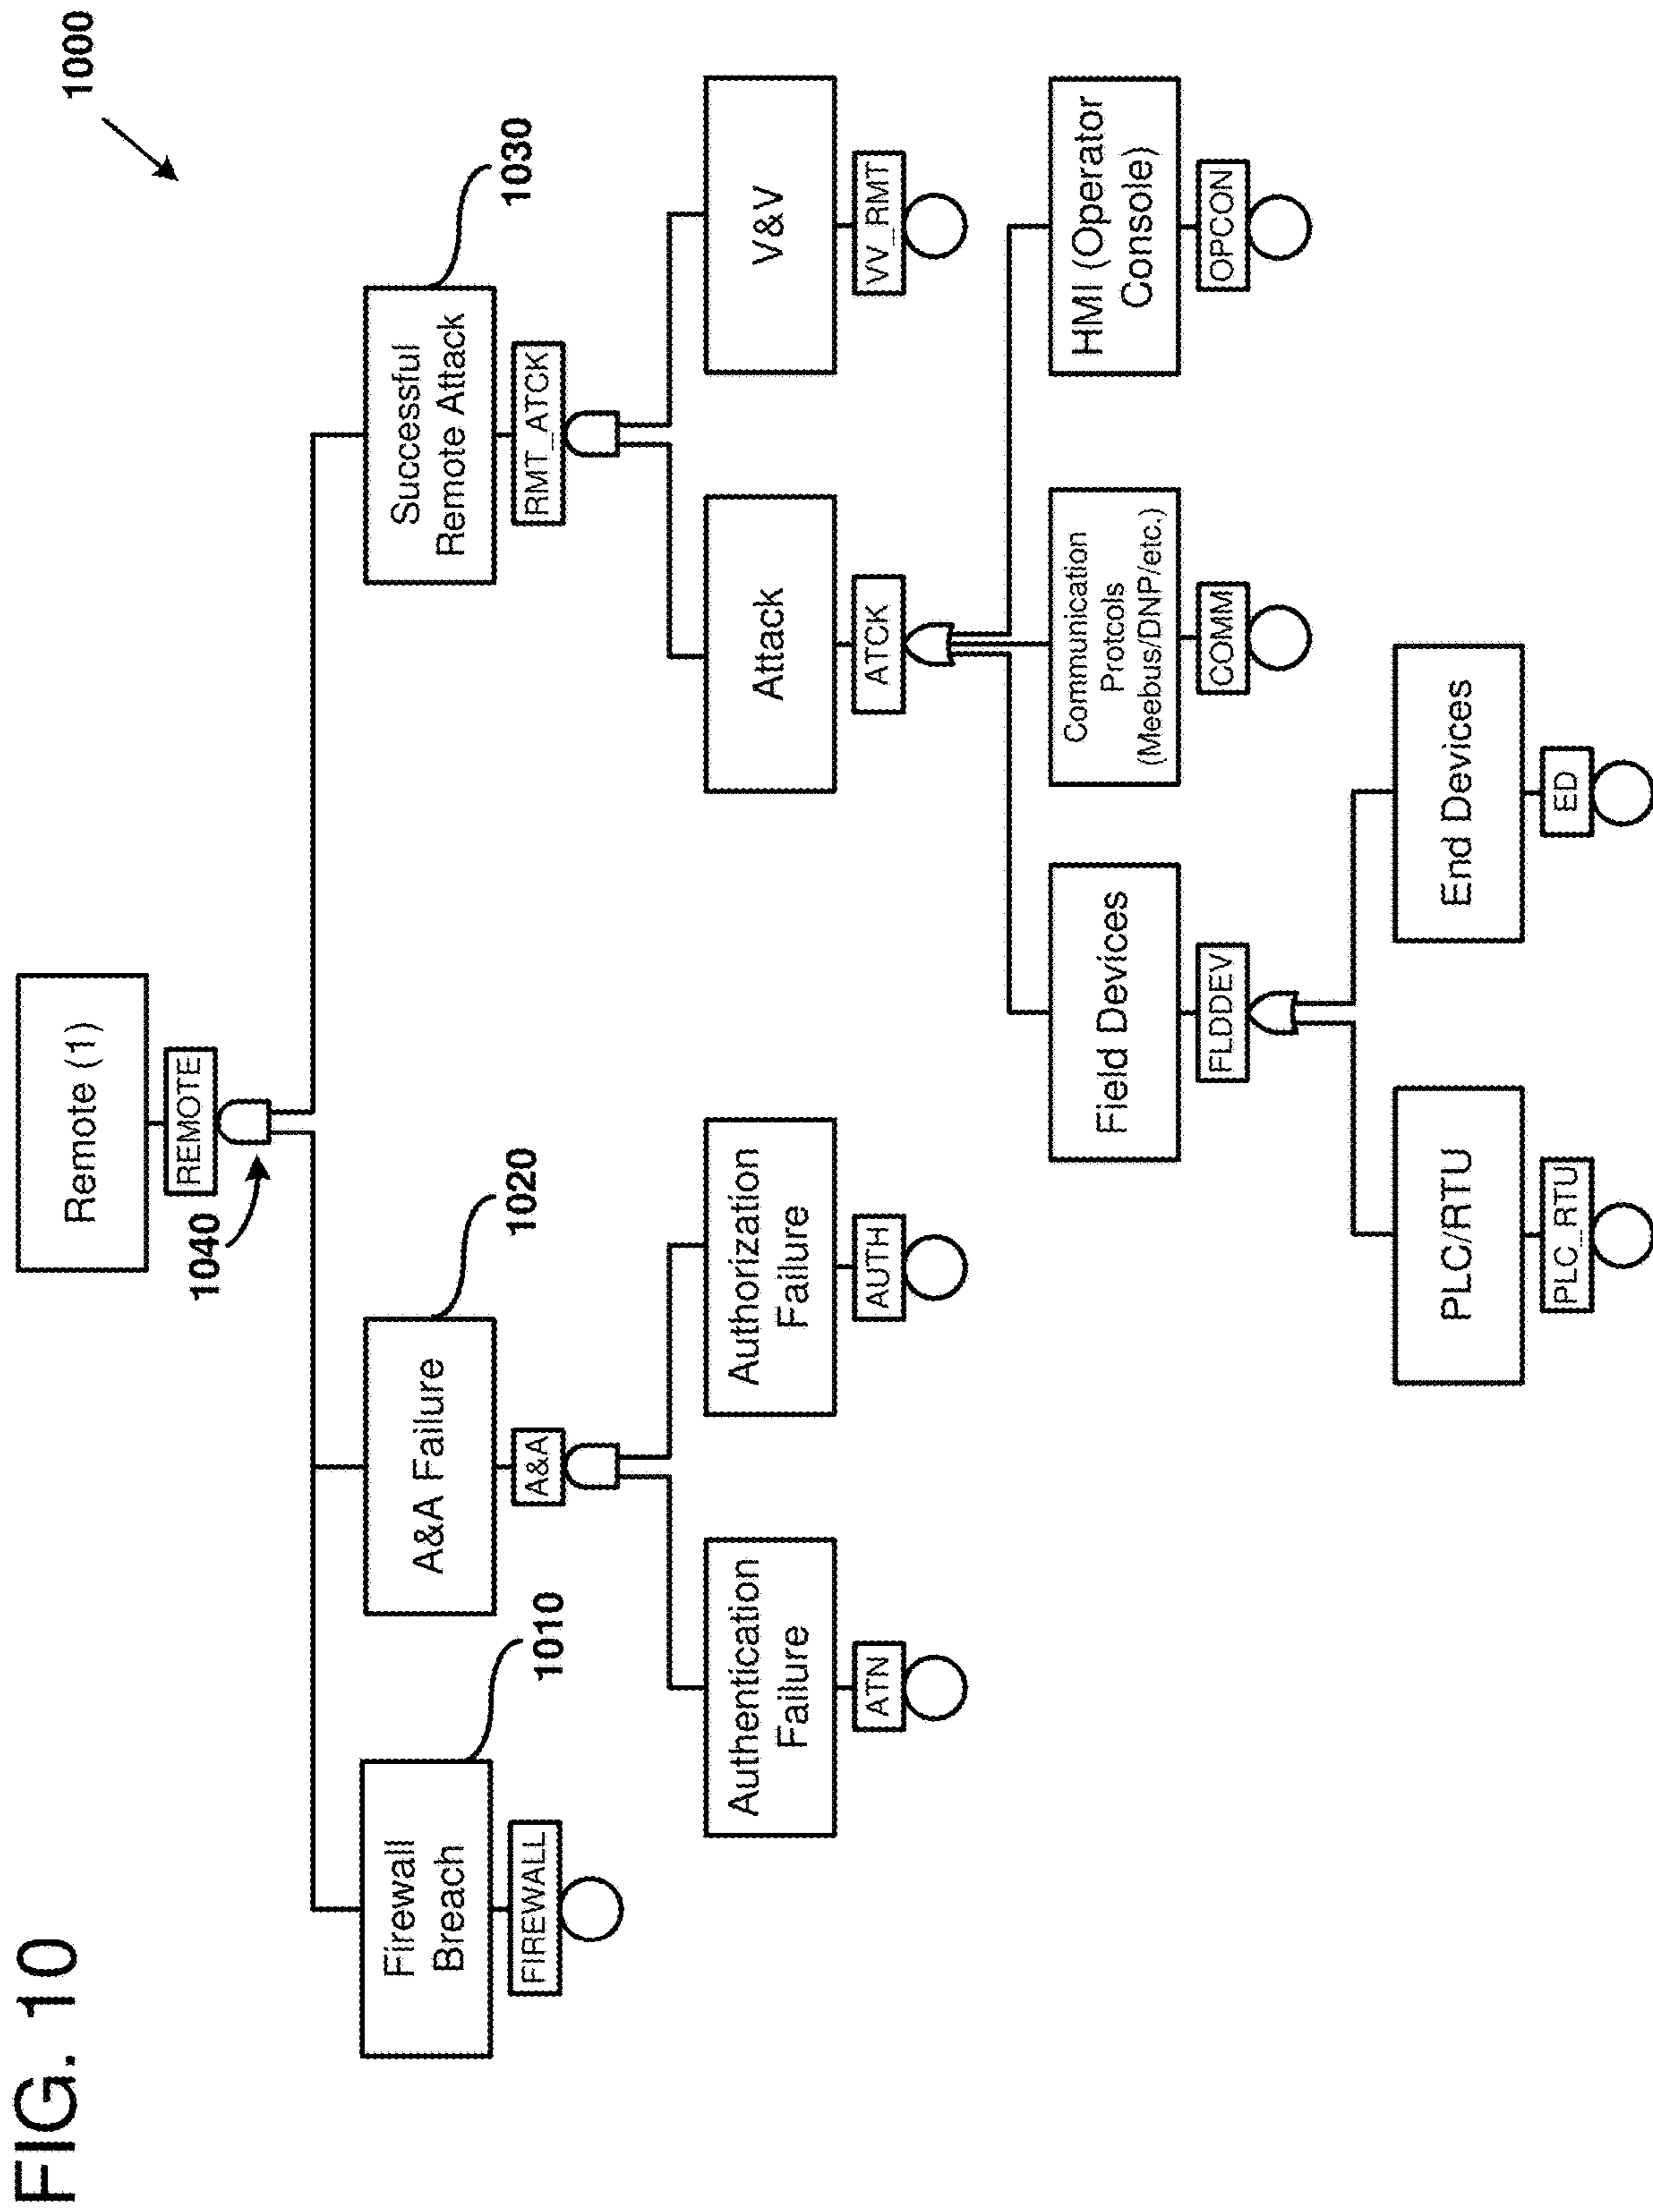 FIG. 10
1000
Remote (1)
REMOTE
1040
Firewall
Breach
1010
FIREWALL
A&A Failure
1020
A&A
Successful
Remote Attack
1030
RMT_ATCK
Authentication
Failure
ATN
Authorization
Failure
AUTH
Attack
ATCK
V&V
VV_RMT
Field Devices
FLDDEV
Communication
Protcols
(Meebus/DNP/etc.)
COMM
HMI (Operator
Console)
OPCON
PLC/RTU
PLC_RTU
End Devices
ED